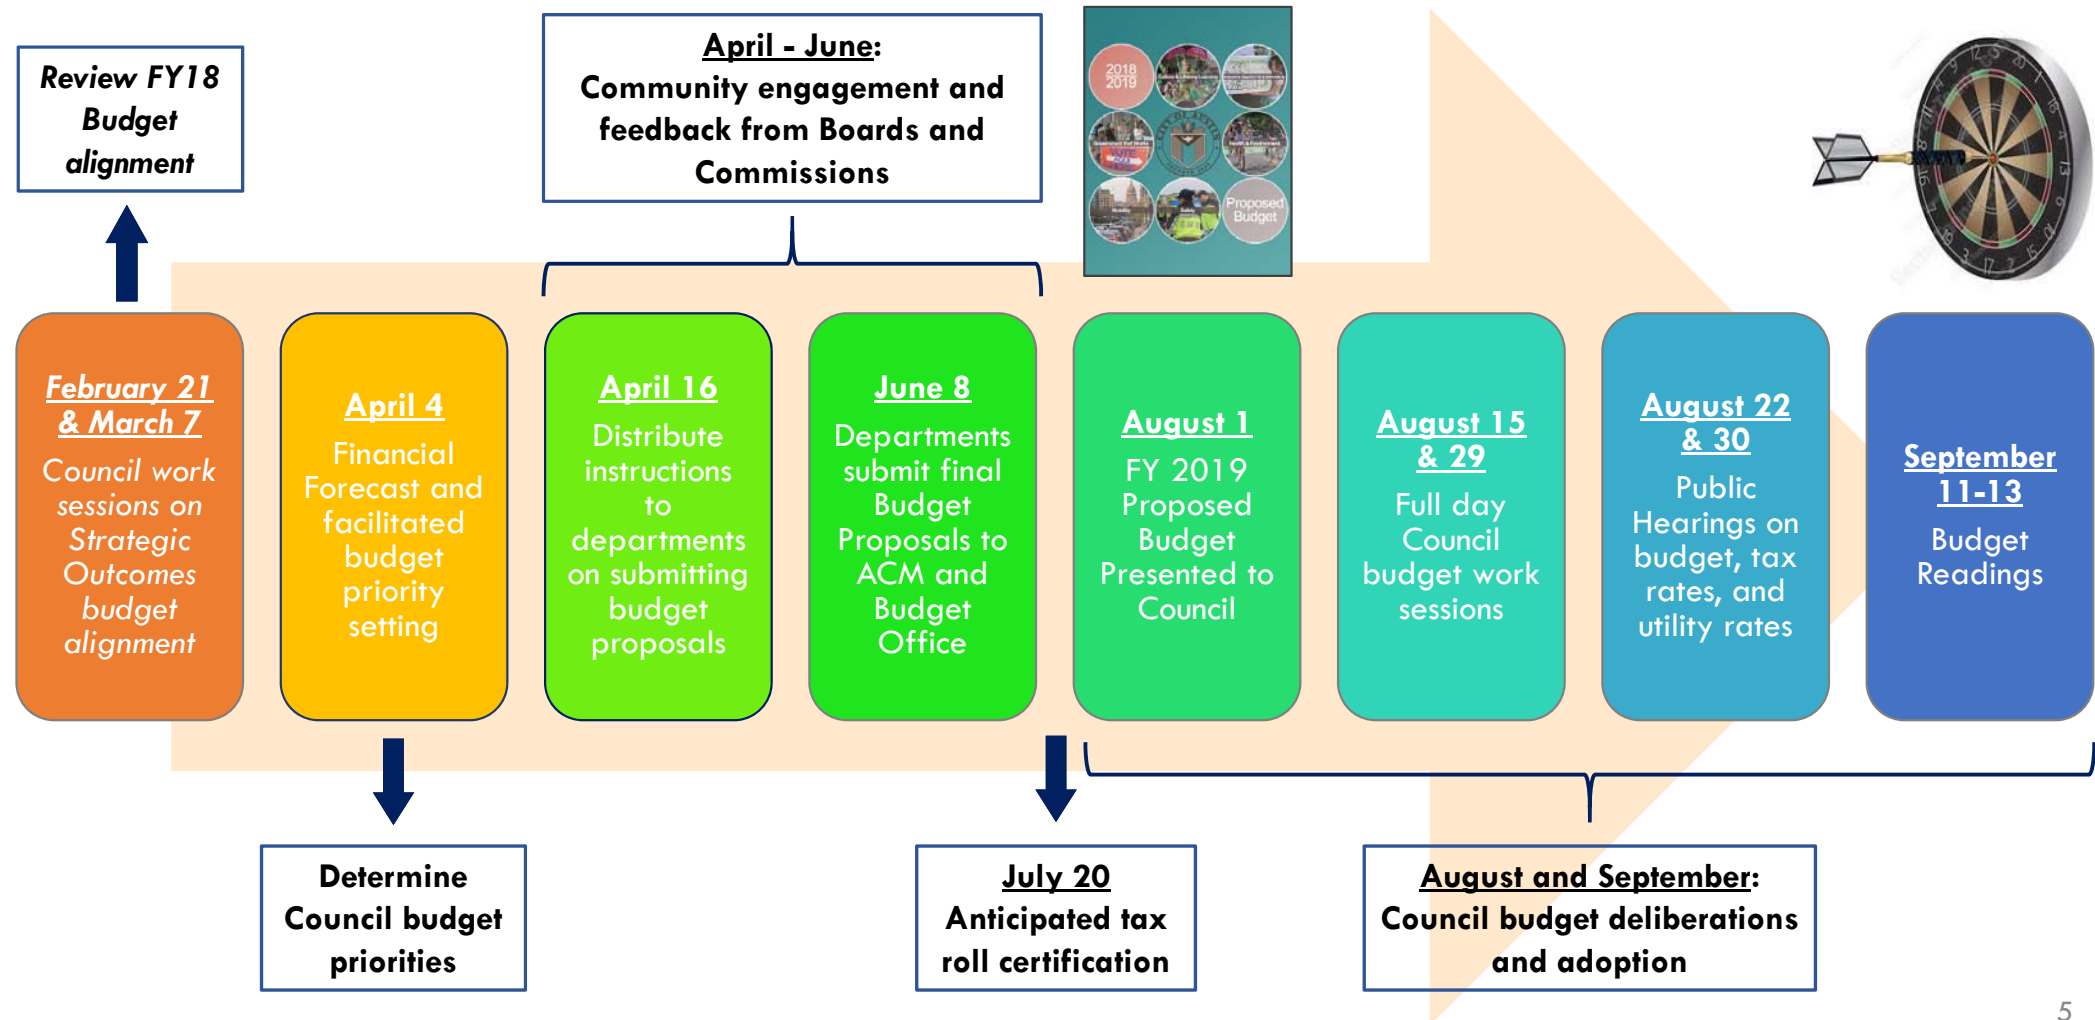 Review FY18
Budget
alignment
April - June:
Community engagement and
feedback from Boards and
Commissions
2018
2019
Proposed
Budget
February 21
& March 7
Council work
sessions on
Strategic
Outcomes
budget
alignment
April 4
Financial
Forecast and
facilitated
budget
priority
setting
April 16
Distribute
instructions
to
departments
on submitting
budget
proposals
June 8
Departments
submit final
Budget
Proposals to
ACM and
Budget
Office
August 1
FY 2019
Proposed
Budget
Presented to
Council
August 15
& 29
Full day
Council
budget work
sessions
August 22
& 30
Public
Hearings on
budget, tax
rates, and
utility rates
September
11-13
Budget
Readings
Determine
Council budget
priorities
July 20
Anticipated tax
roll certification
August and September:
Council budget deliberations
and adoption
5